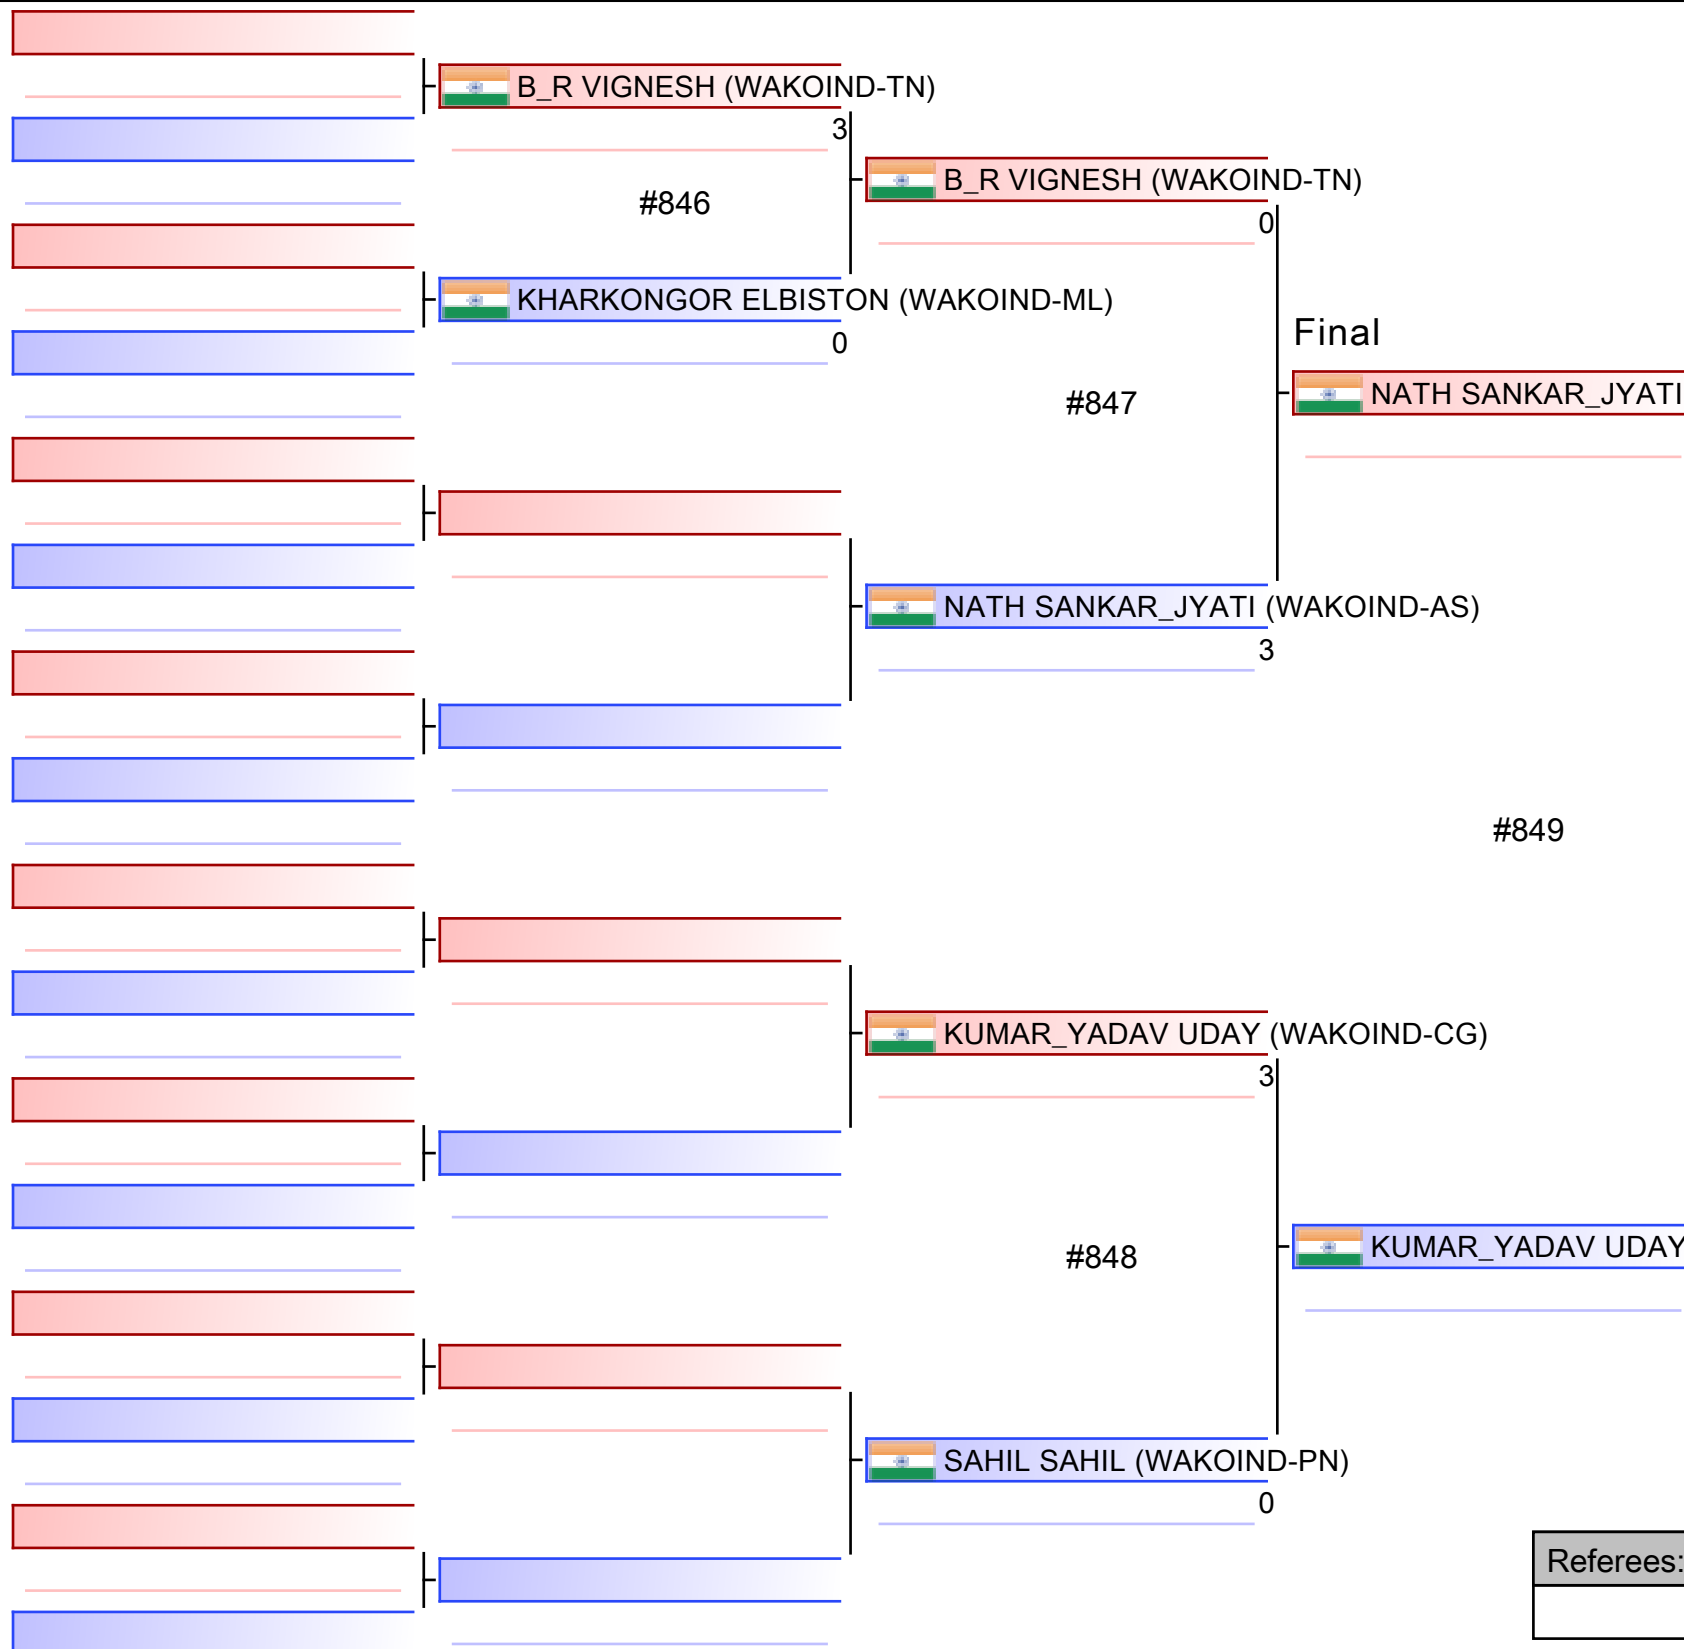 B_R VIGNESH (WAKOIND-TN)
3
#846
KHARKONGOR ELBISTON (WAKOIND-ML)
0
B_R VIGNESH (WAKOIND-TN)
0
#847
NATH SANKAR_JYATI (WAKOIND-AS)
3
Final
NATH SANKAR_JYATI
#849
KUMAR_YADAV UDAY (WAKOIND-CG)
3
#848
KUMAR_YADAV UDAY
SAHIL SAHIL (WAKOIND-PN)
0
Referees: